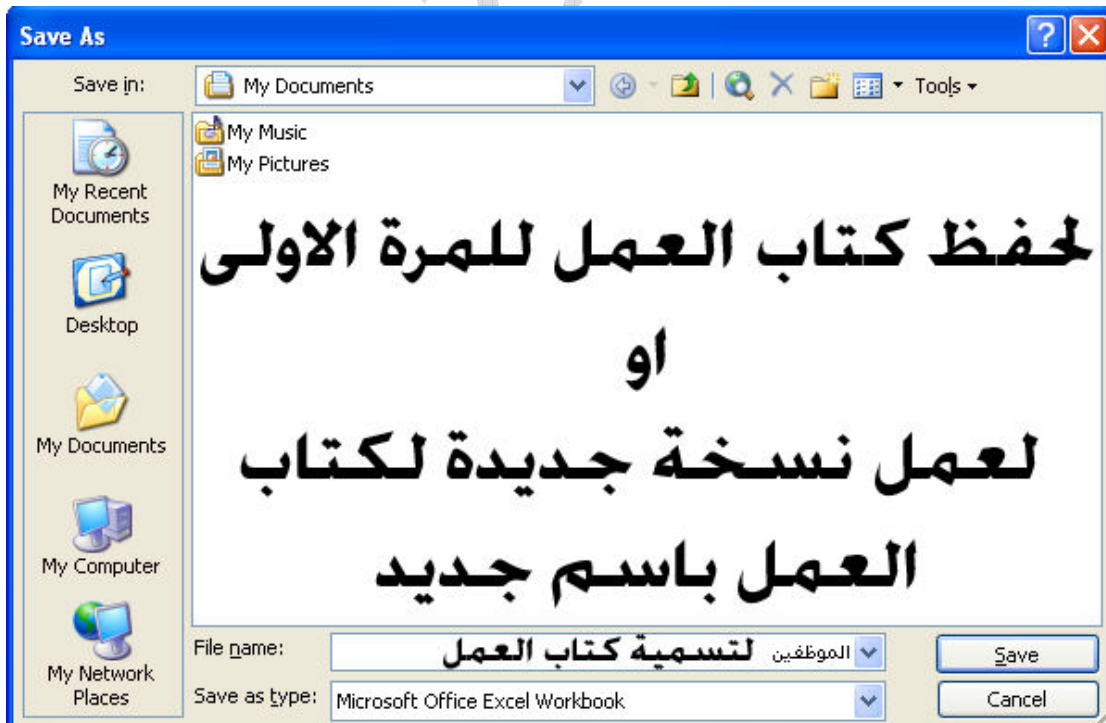 Save As
Save in:
My Documents
Tools
My Music
My Pictures
My Recent
Documents
Desktop
My Documents
My Computer
My Network
Places
لحفظ كتاب العمل للمرة الاولى
او
لعمل نسخة جديدة لكتاب
العمل باسم جديد
File name:
الموظفين لتسمية كتاب العمل
Save
Save as type:
Microsoft Office Excel Workbook
Cancel